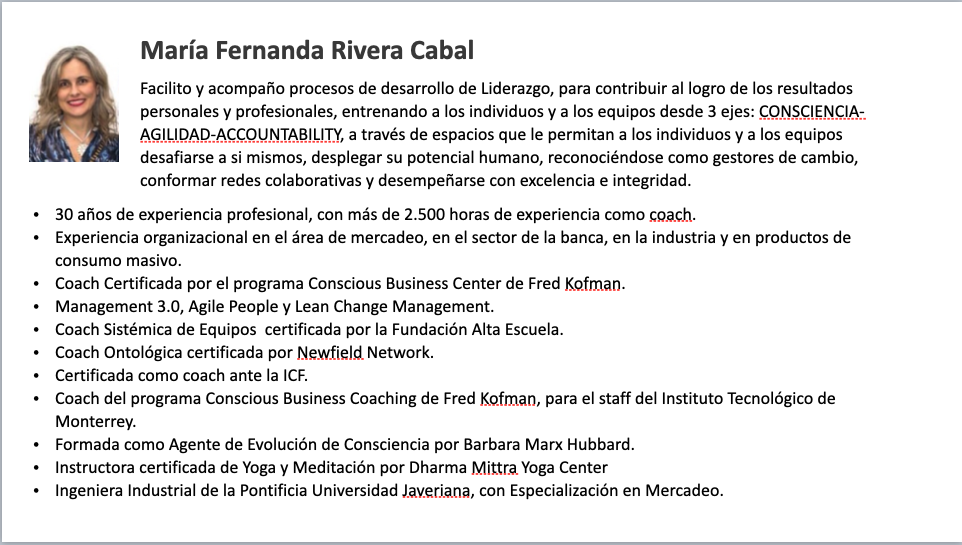 María Fernanda Rivera Cabal
Facilito y acompaño procesos de desarrollo de Liderazgo, para contribuir al logro de los resultados
personales y profesionales, entrenando a los individuos y a los equipos desde 3 ejes: CONSCIENCIA-
AGILIDAD-ACCOUNTABILITY, a través de espacios que le permitan a los individuos y a los equipos
desafiarse a si mismos, desplegar su potencial humano, reconociéndose como gestores de cambio,
conformar redes colaborativas y desempeñarse con excelencia e integridad.
• 30 años de experiencia profesional, con más de 2.500 horas de experiencia como coach.
• Experiencia organizacional en el área de mercadeo, en el sector de la banca, en la industria y en productos de
consumo masivo.
• Coach Certificada por el programa Conscious Business Center de Fred Kofman.
• Management 3.0, Agile People y Lean Change Management.
• Coach Sistémica de Equipos  certificada por la Fundación Alta Escuela.
• Coach Ontológica certificada por Newfield Network.
• Certificada como coach ante la ICF.
• Coach del programa Conscious Business Coaching de Fred Kofman, para el staff del Instituto Tecnológico de
Monterrey.
• Formada como Agente de Evolución de Consciencia por Barbara Marx Hubbard.
• Instructora certificada de Yoga y Meditación por Dharma Mittra Yoga Center
• Ingeniera Industrial de la Pontificia Universidad Javeriana, con Especialización en Mercadeo.